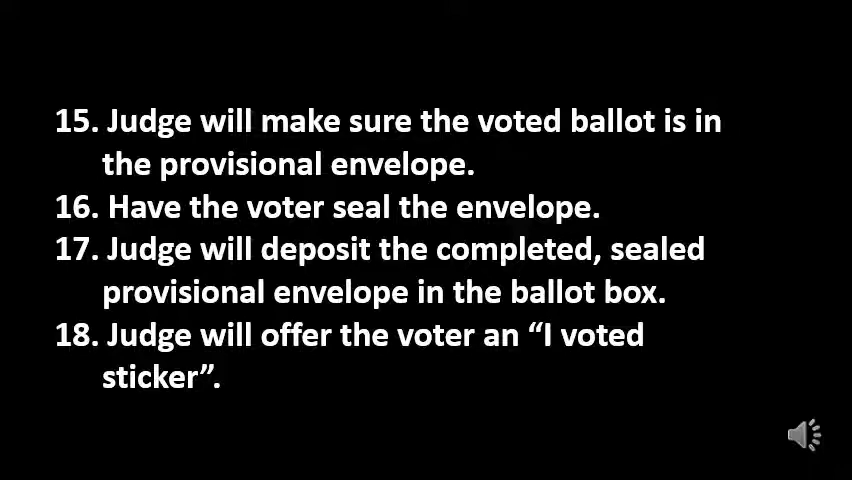 15. Judge will make sure the voted ballot is in
the provisional envelope.
16. Have the voter seal the envelope.
17. Judge will deposit the completed, sealed
provisional envelope in the ballot box.
18. Judge will offer the voter an “I voted
sticker”.